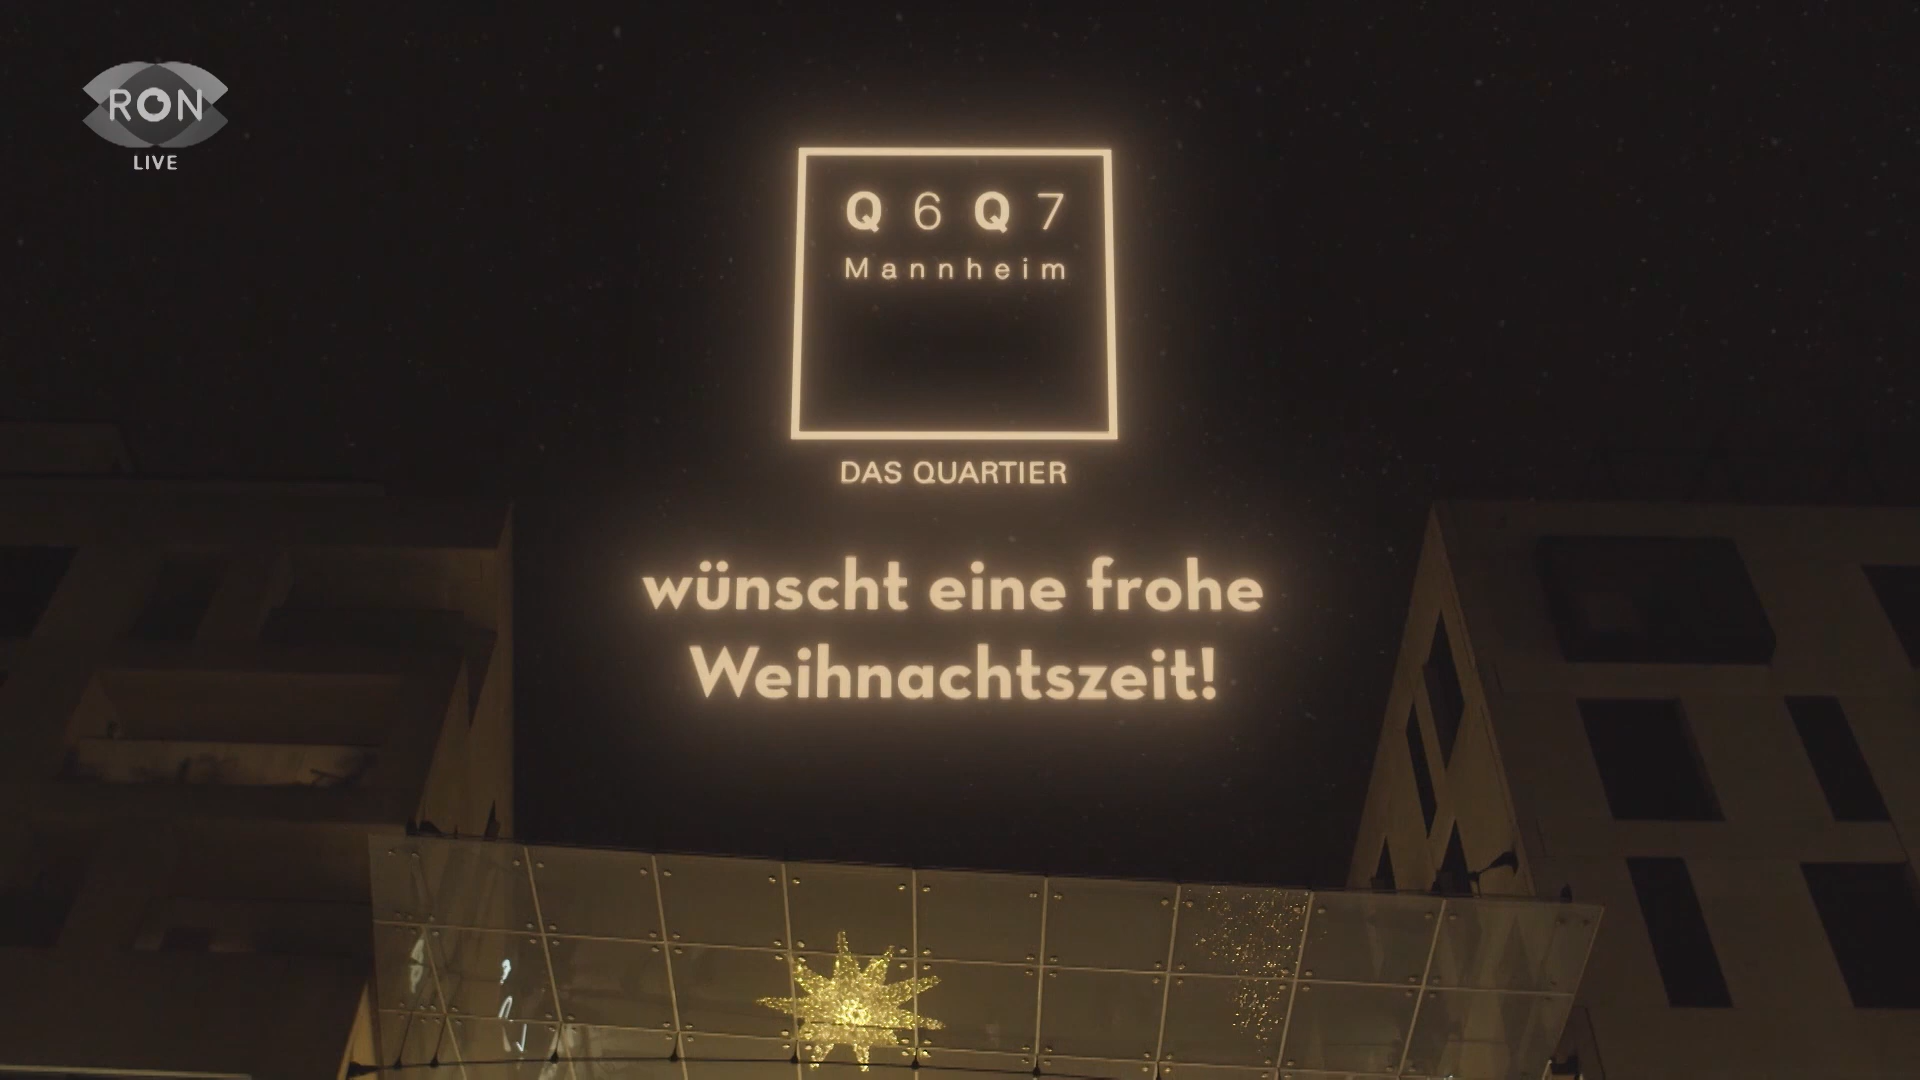 RON
LIVE
Q 6 Q 7
Mannheim
DAS QUARTIER
wünscht eine frohe
Weihnachtszeit!